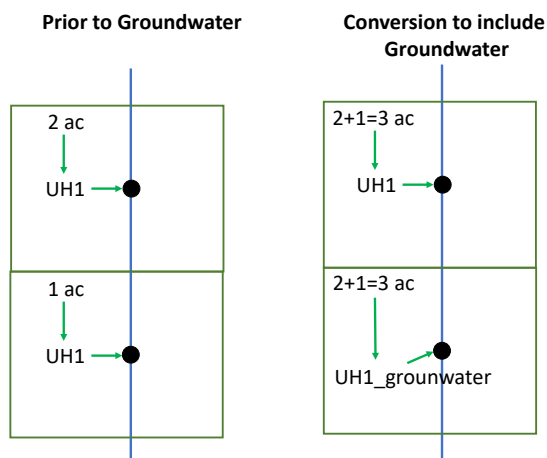 Prior to Groundwater
2 ac
UH1
1 ac
UH1
Conversion to include
Groundwater
2+1=3 ac
UH1
2+1=3 ac
UH1_grounwater